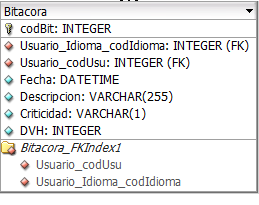 Bitacora
codBit: INTEGER
Usuario_Idioma_codIdioma: INTEGER (FK)
Usuario_codUsu: INTEGER (FK)
Fecha: DATETIME
Descripcion: VARCHAR(255)
Criticidad: VARCHAR(1)
DVH: INTEGER
Bitacora_FKIndex1
Usuario_codUsu
Usuario_Idioma_codIdioma